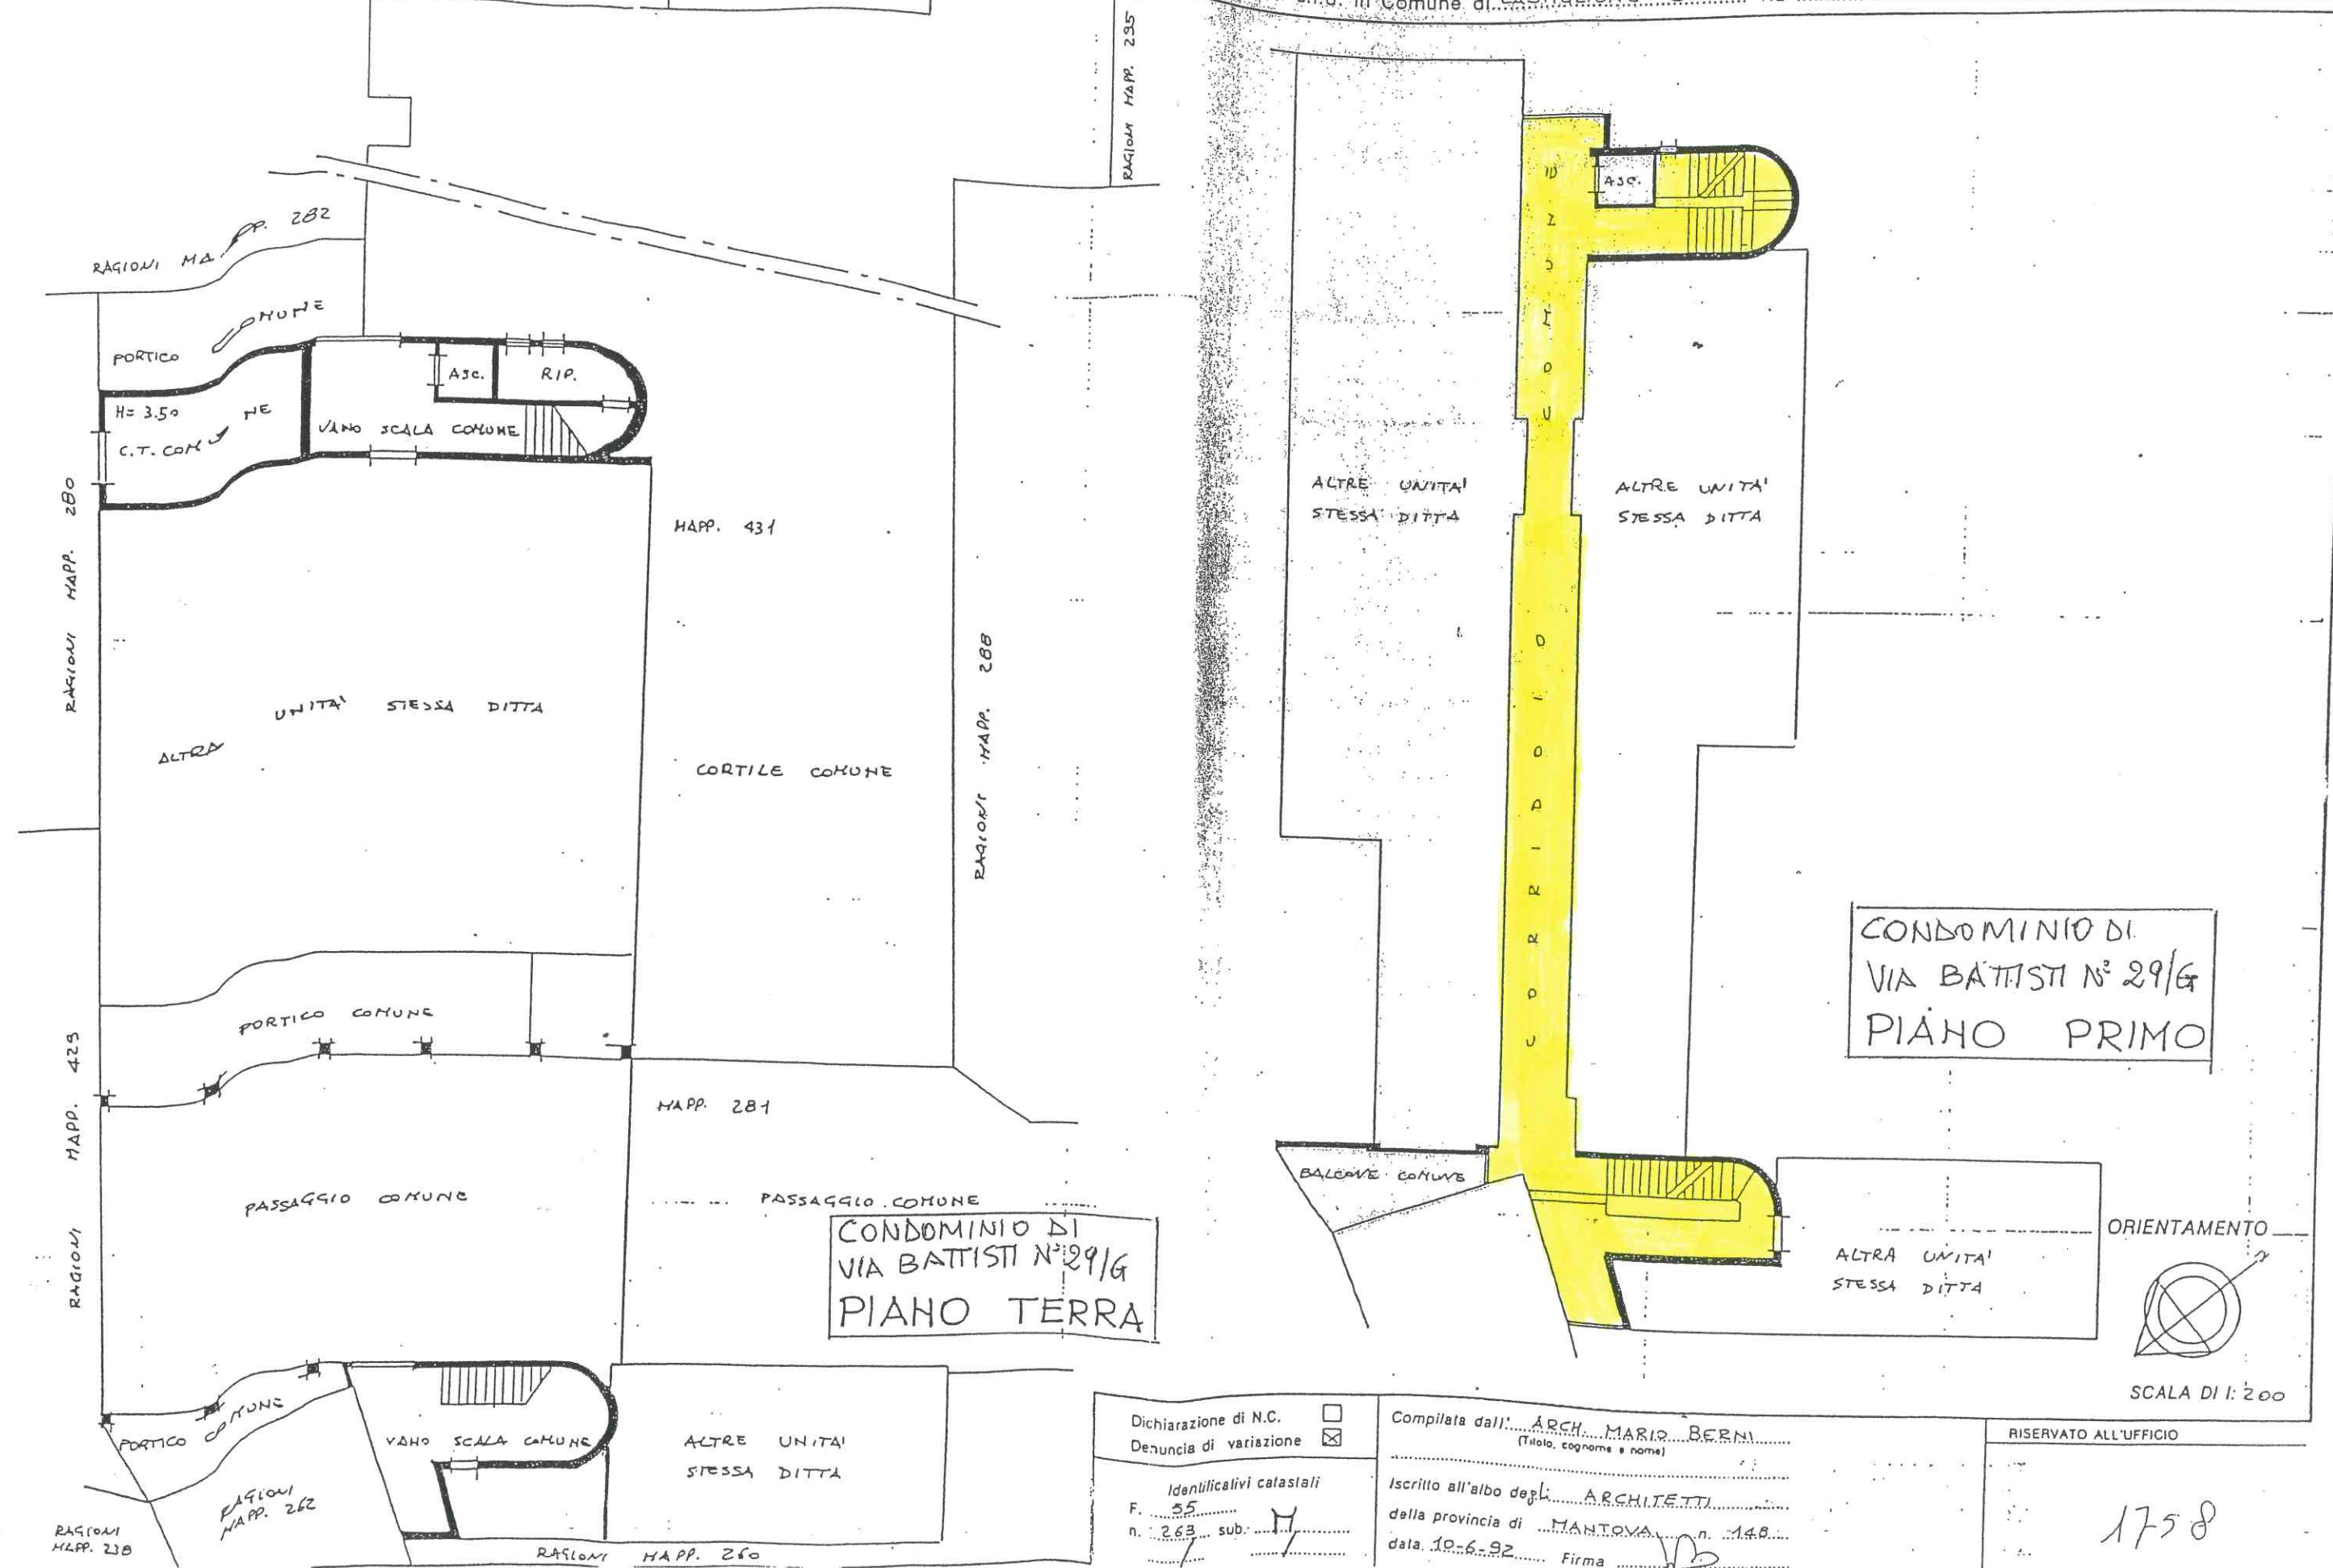 in Comune di
RAGIONI MAPP. 295
RAGIONI MAPP. 282
PORTICO COMUNE
H= 3.50
C.T. COMUNE
ASC.
RIP.
VANO SCALA COMUNE
RAGIONI MAPP. 280
MAPP. 431
ALTRA UNITA' STESSA DITTA
CORTILE COMUNE
RAGIONI MAPP. 288
PORTICO COMUNE
RAGIONI MAPP. 423
MAPP. 281
PASSAGGIO COMUNE
PASSAGGIO COMUNE
CONDOMINIO DI
VIA BATTISTI N° 29/G
PIANO TERRA
PORTICO COMUNE
VANO SCALA COMUNE
ALTRE UNITA'
STESSA DITTA
RAGIONI
MAPP. 262
RAGIONI
MAPP. 238
RAGIONI MAPP. 260
ASC.
CORRIDOIO COMUNE
ALTRE UNITA'
STESSA DITTA
ALTRE UNITA'
STESSA DITTA
BALCONE COMUNE
CONDOMINIO DI
VIA BATTISTI N° 29/G
PIANO PRIMO
ALTRA UNITA'
STESSA DITTA
ORIENTAMENTO
SCALA DI 1: 200
Dichiarazione di N.C.
Denuncia di variazione
Identificativi catastali
F. 55
n. 263 sub.
Compilata dall' ARCH. MARIO BERNI
(Titolo, cognome e nome)
Iscritto all'albo degli ARCHITETTI
della provincia di MANTOVA n. 148
data 10-6-92 Firma
RISERVATO ALL'UFFICIO
1758